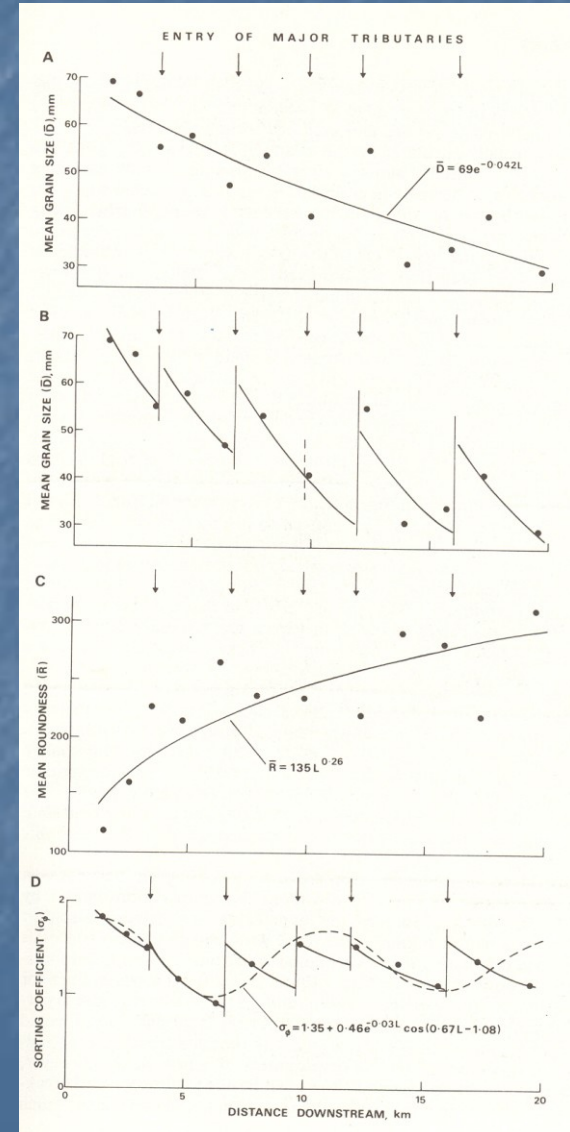 ENTRY OF MAJOR TRIBUTARIES
A
70
60
50
40
30
MEAN GRAIN SIZE (D̄), mm
D̄ = 69e^-0·042L
B
70
60
50
40
30
MEAN GRAIN SIZE (D̄), mm
C
300
200
100
MEAN ROUNDNESS (R̄)
R̄ = 135 L^0·26
D
2
1
0
SORTING COEFFICIENT (σϕ)
σϕ = 1·35 + 0·46e^-0·03L cos(0·67L − 1·08)
0 5 10 15 20
DISTANCE DOWNSTREAM, km